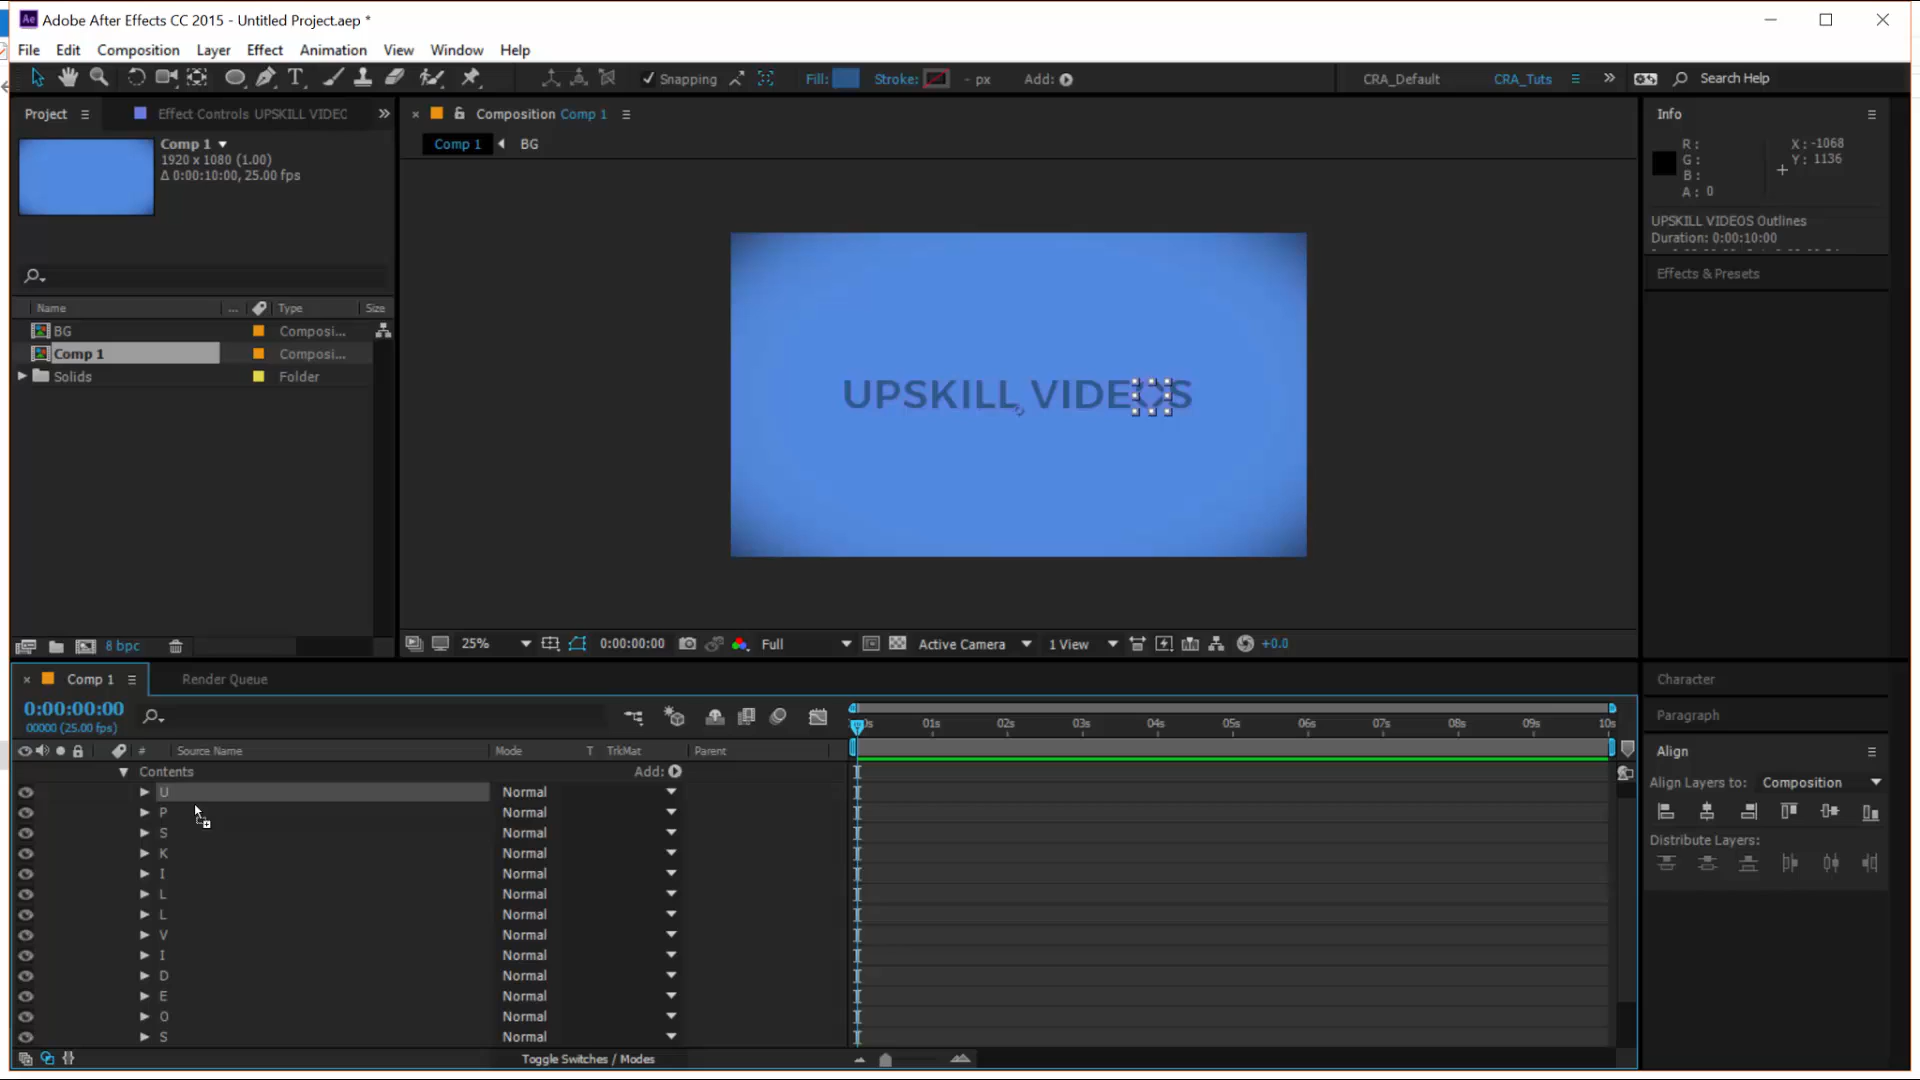 Adobe After Effects CC 2015 - Untitled Project.aep *
File Edit Composition Layer Effect Animation View Window Help
Snapping Fill: Stroke: - px Add: CRA_Default CRA_Tuts Search Help
Project Effect Controls UPSKILL VIDEC
Composition Comp 1
Info
Comp 1
1920 x 1080 (1.00)
Δ 0:00:10:00, 25.00 fps
Comp 1 BG
R: X: -1068
G: Y: 1136
B:
A: 0
UPSKILL VIDEOS Outlines
Duration: 0:00:10:00
Effects & Presets
Name ... Type Size
BG Composi...
Comp 1 Composi...
Solids Folder
UPSKILL VIDEOS
8 bpc
25% 0:00:00:00 Full Active Camera 1 View +0.0
Comp 1 Render Queue
Character
0:00:00:00
00000 (25.00 fps)
Paragraph
01s 02s 03s 04s 05s 06s 07s 08s 09s 10s
# Source Name Mode T TrkMat Parent
Align
Contents Add:
Align Layers to: Composition
U Normal
P Normal
S Normal
Distribute Layers:
K Normal
I Normal
L Normal
L Normal
V Normal
I Normal
D Normal
E Normal
O Normal
S Normal
Toggle Switches / Modes